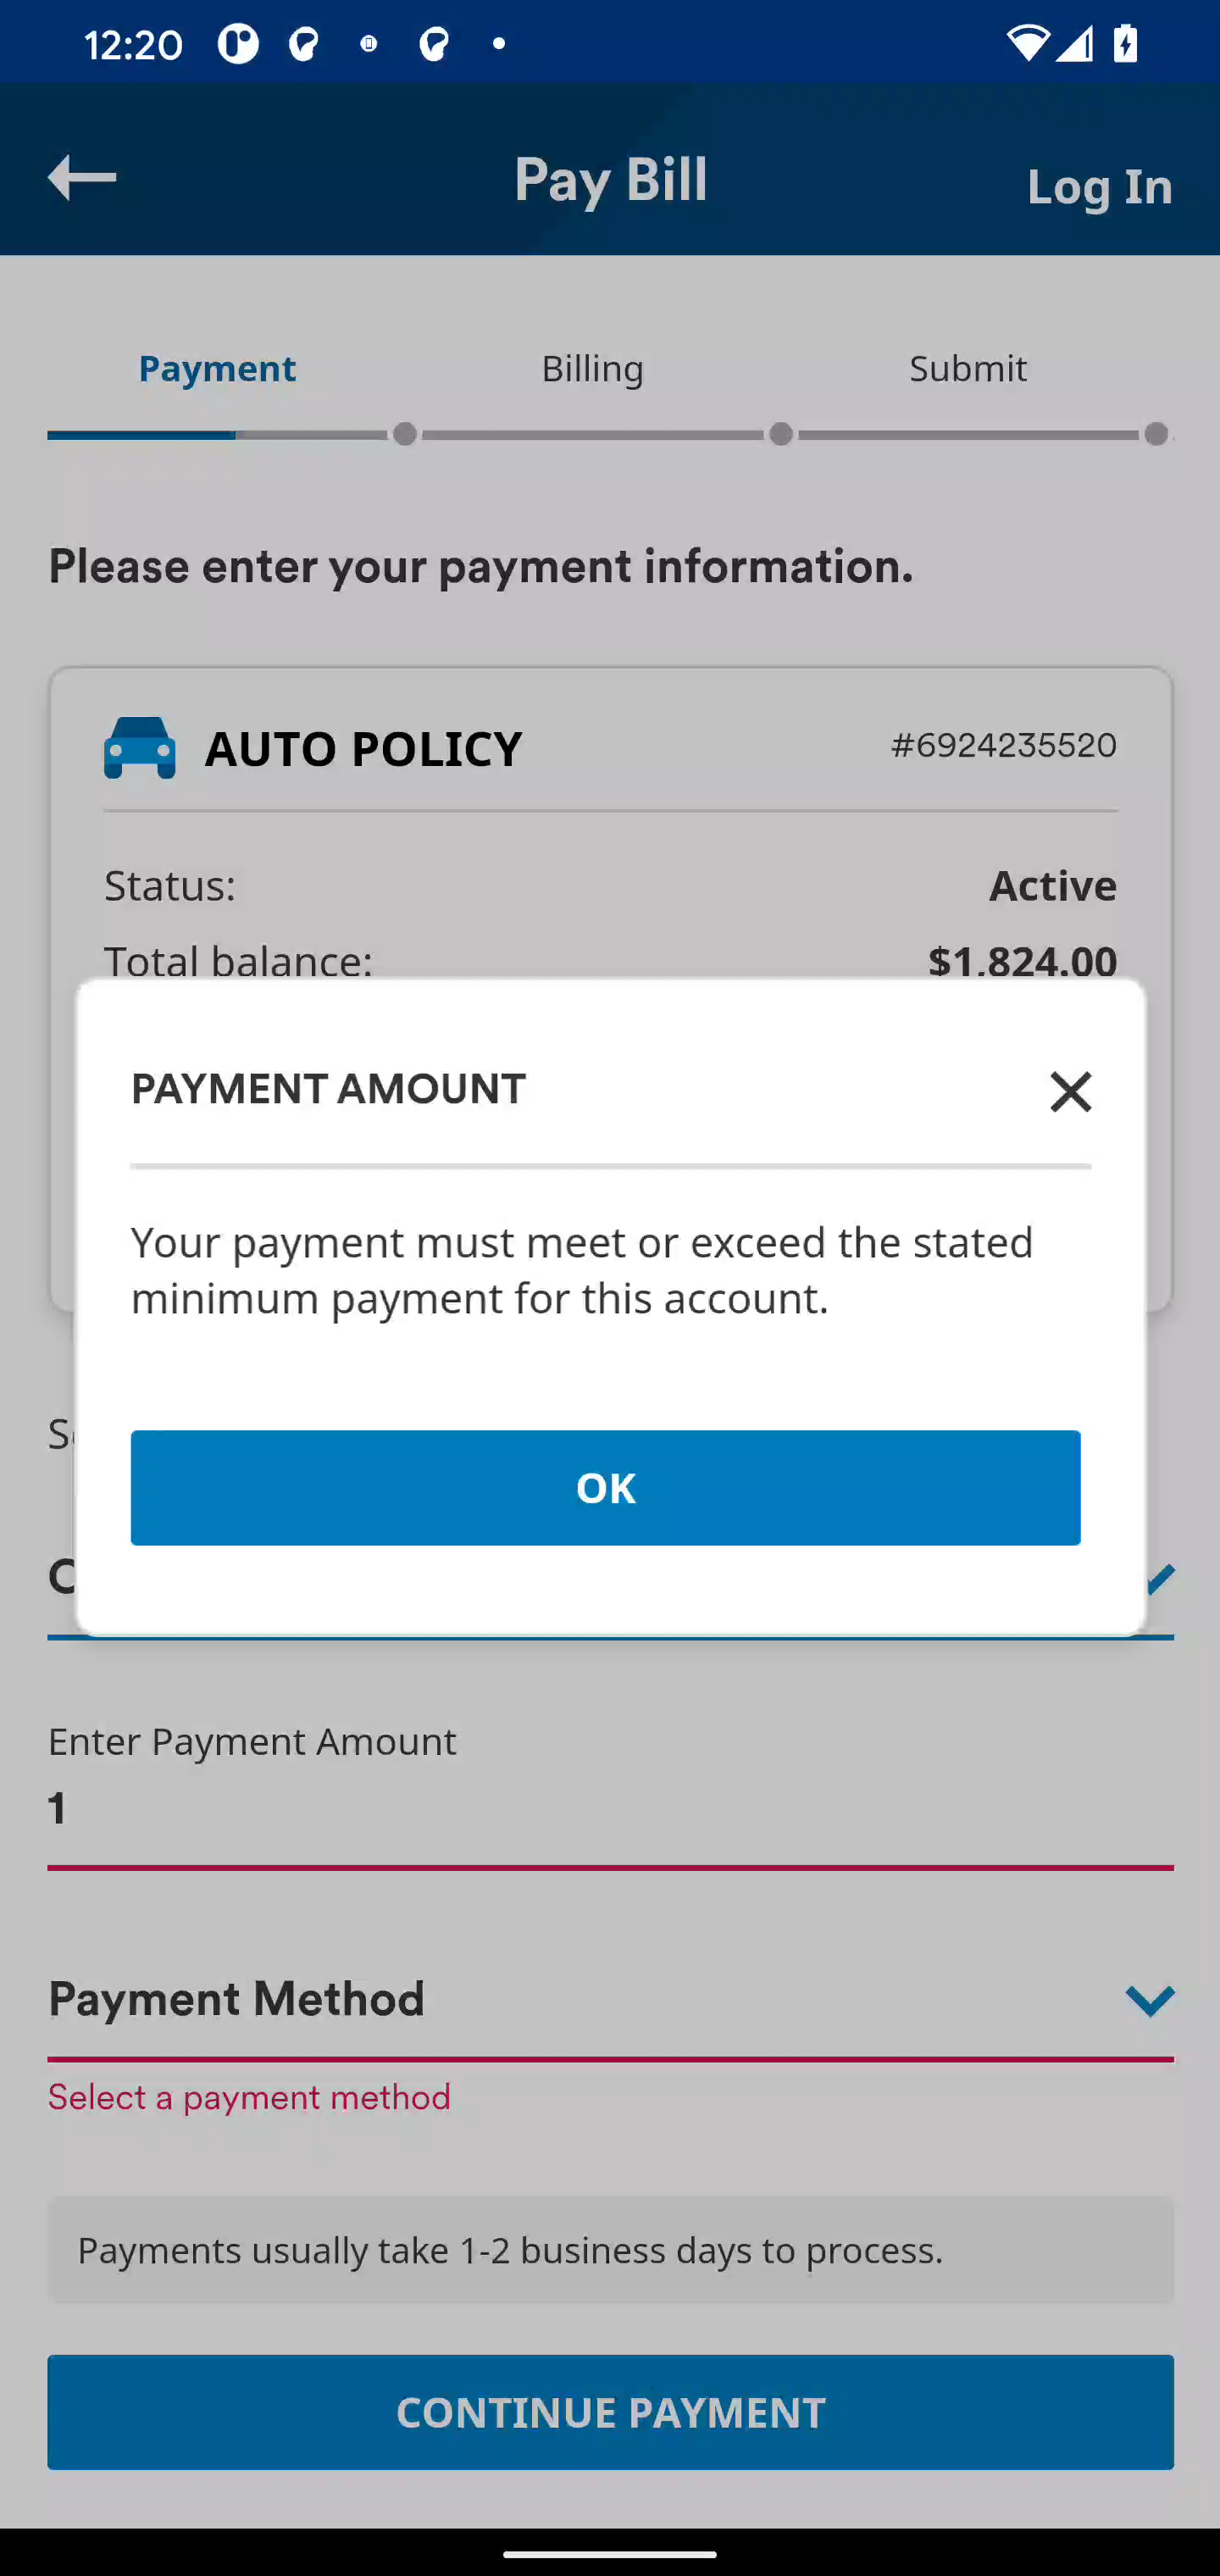 12:20
Pay Bill
Log In
Payment
Billing
Submit
Please enter your payment information.
AUTO POLICY
#6924235520
Status:
Active
Total balance:
$1,824.00
PAYMENT AMOUNT
Your payment must meet or exceed the stated
minimum payment for this account.
OK
Enter Payment Amount
1
Payment Method
Select a payment method
Payments usually take 1-2 business days to process.
CONTINUE PAYMENT